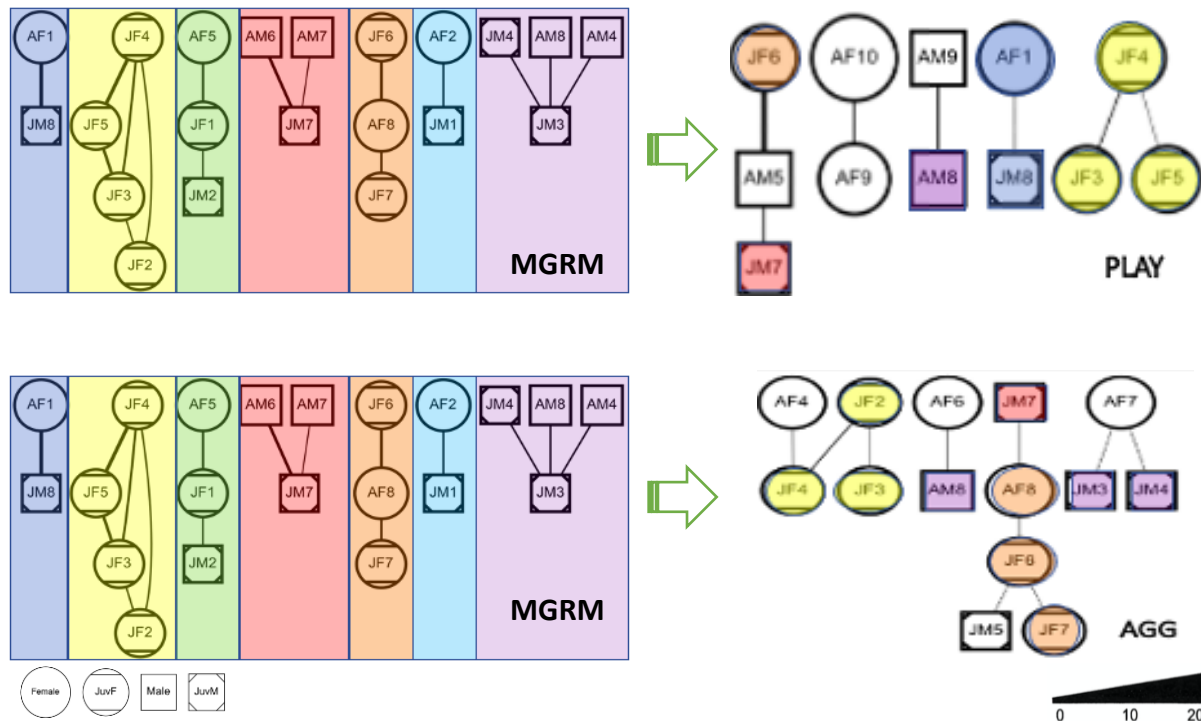 AF1 JF4 AF5 AM6 AM7 JF6 AF2 JM4 AM8 AM4
JM8 JF5 JF1 JM7 AF8 JM1 JM3
JF3 JM2 JF7
JF2
MGRM
JF6 AF10 AM9 AF1 JF4
AM5 AF9 AM8 JM8 JF3 JF5
JM7
PLAY
AF1 JF4 AF5 AM6 AM7 JF6 AF2 JM4 AM8 AM4
JM8 JF5 JF1 JM7 AF8 JM1 JM3
JF3 JM2 JF7
JF2
MGRM
AF4 JF2 AF6 JM7 AF7
JF4 JF3 AM8 AF8 JM3 JM4
JF6
JM5 JF7
AGG
Female JuvF Male JuvM
0 10 20